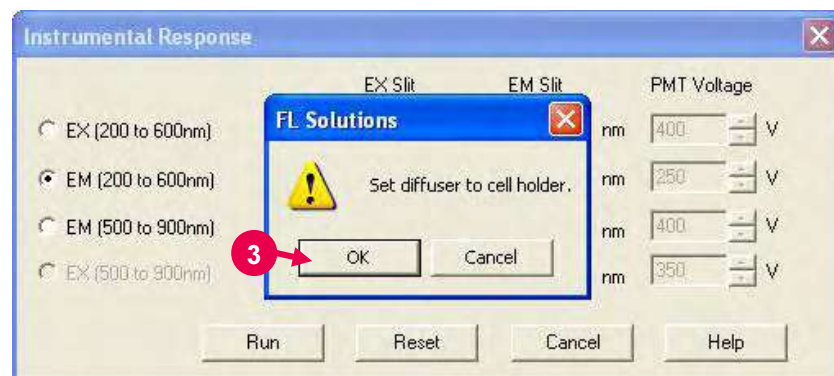 Instrumental Response
EX Slit EM Slit PMT Voltage
FL Solutions
EX (200 to 600nm) nm 400 V
Set diffuser to cell holder.
EM (200 to 600nm) nm 250 V
EM (500 to 900nm) nm 400 V
3 OK Cancel
EX (500 to 900nm) nm 350 V
Run Reset Cancel Help